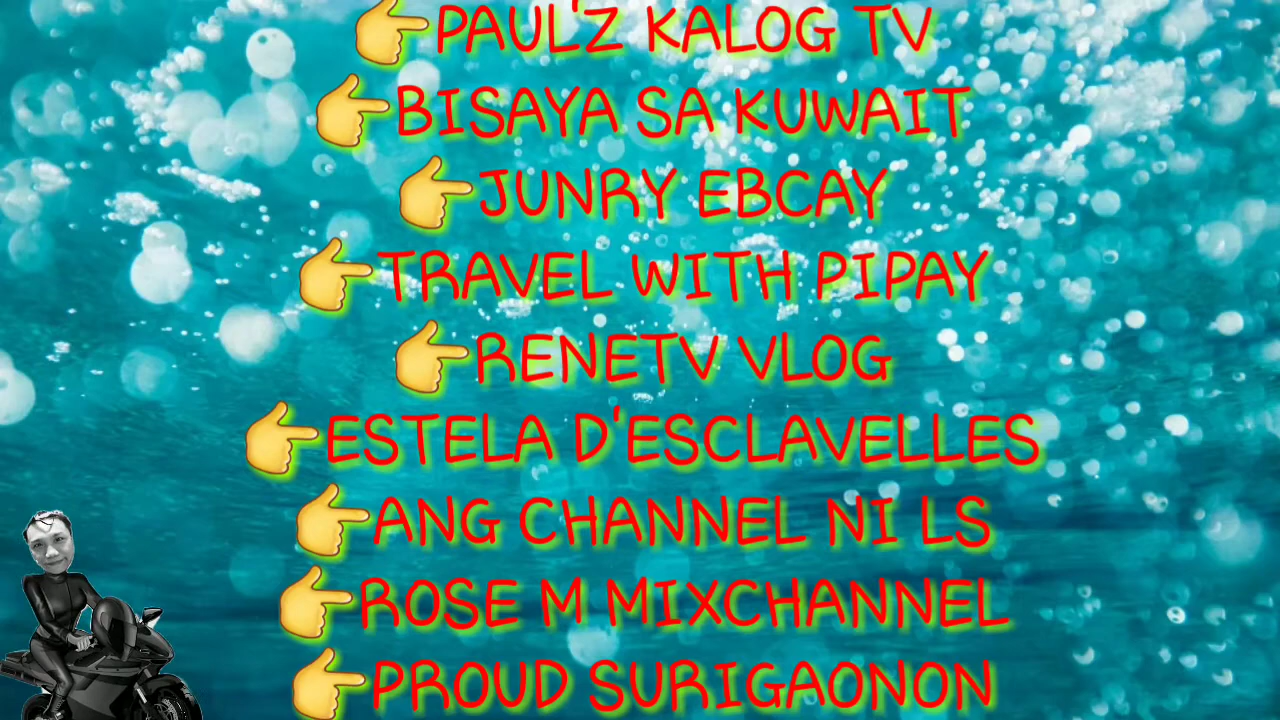 👉PAUL'Z KALOG TV
👉BISAYA SA KUWAIT
👉JUNRY EBCAY
👉TRAVEL WITH PIPAY
👉RENETV VLOG
👉ESTELA D'ESCLAVELLES
👉ANG CHANNEL NI LS
👉ROSE M MIXCHANNEL
👉PROUD SURIGAONON